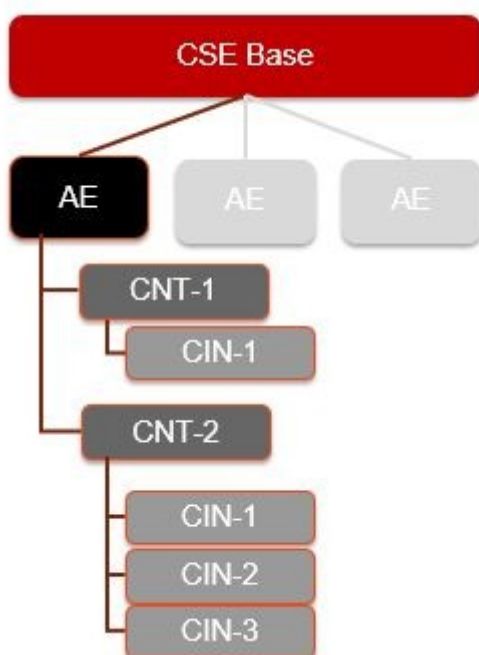 CSE Base
AE
AE
AE
CNT-1
CIN-1
CNT-2
CIN-1
CIN-2
CIN-3